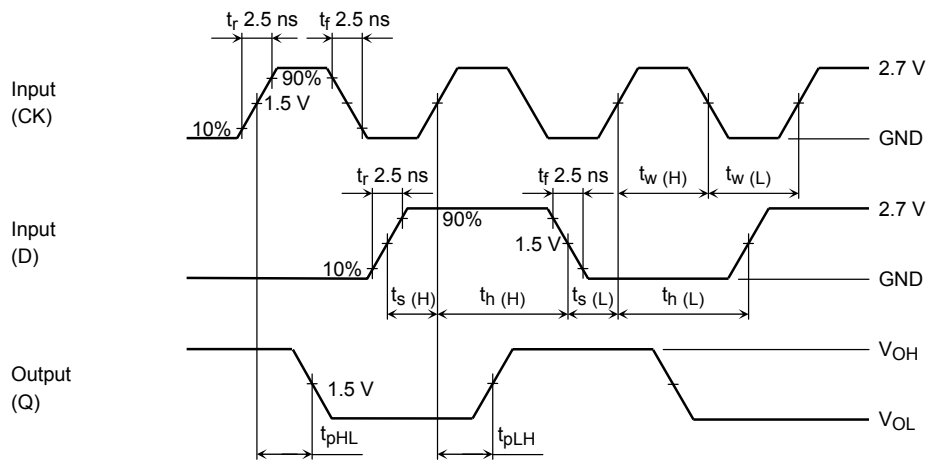 tr 2.5 ns
tf 2.5 ns
Input
(CK)
90%
1.5 V
10%
2.7 V
GND
tw (H)
tw (L)
tr 2.5 ns
tf 2.5 ns
Input
(D)
90%
1.5 V
10%
2.7 V
GND
ts (H)
th (H)
ts (L)
th (L)
Output
(Q)
1.5 V
VOH
VOL
tpHL
tpLH